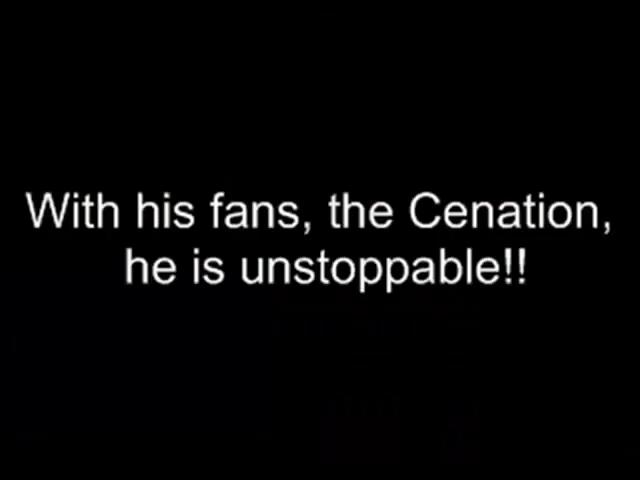 With his fans, the Cenation,
he is unstoppable!!